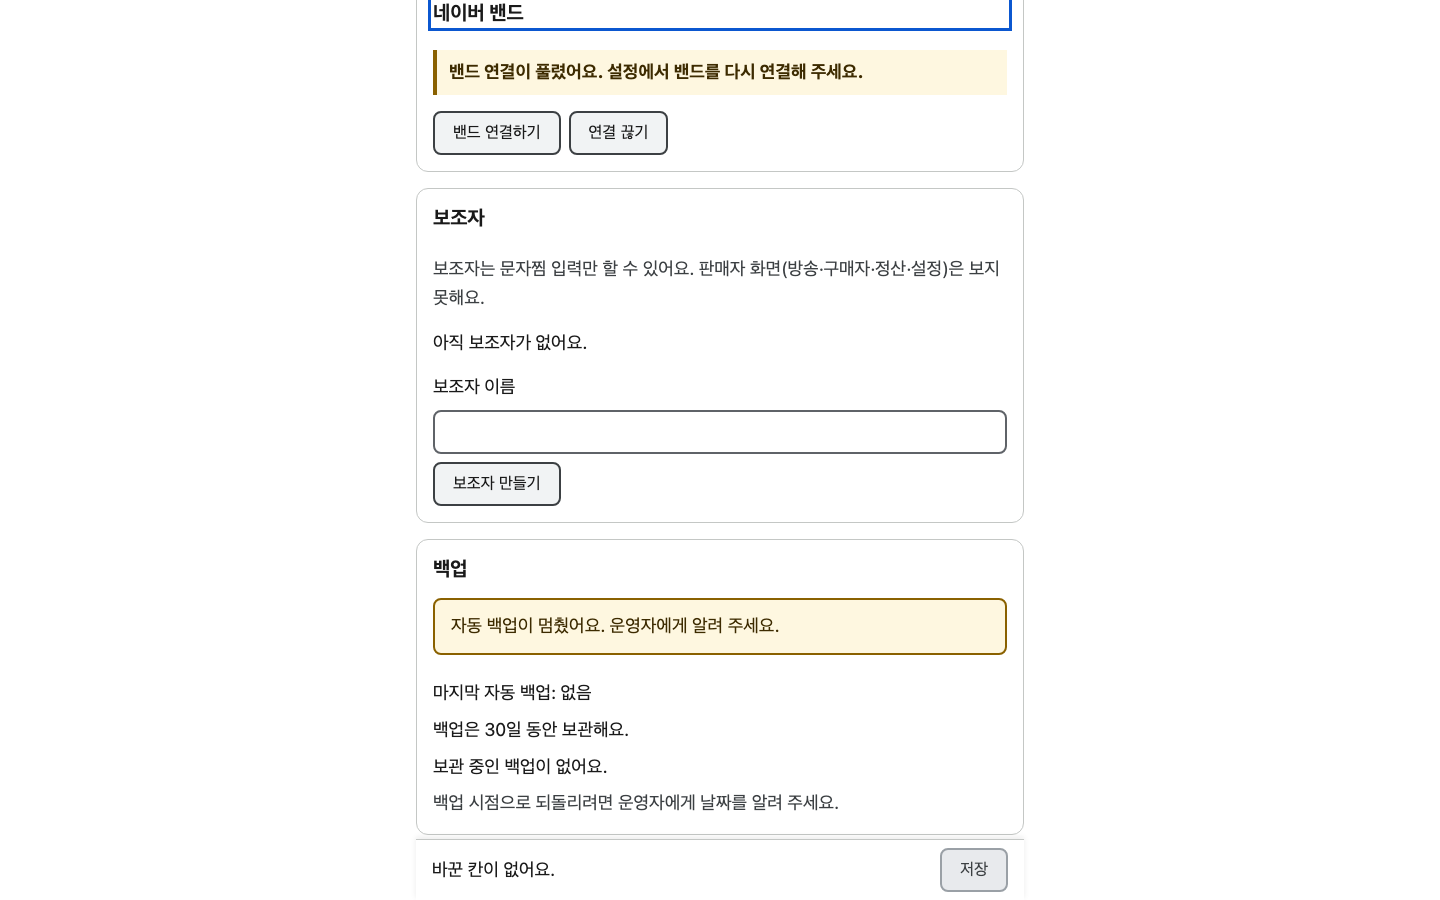 네이버 밴드
밴드 연결이 풀렸어요. 설정에서 밴드를 다시 연결해 주세요.
밴드 연결하기
연결 끊기
보조자
보조자는 문자찜 입력만 할 수 있어요. 판매자 화면(방송·구매자·정산·설정)은 보지
못해요.
아직 보조자가 없어요.
보조자 이름
보조자 만들기
백업
자동 백업이 멈췄어요. 운영자에게 알려 주세요.
마지막 자동 백업: 없음
백업은 30일 동안 보관해요.
보관 중인 백업이 없어요.
백업 시점으로 되돌리려면 운영자에게 날짜를 알려 주세요.
바꾼 칸이 없어요.
저장